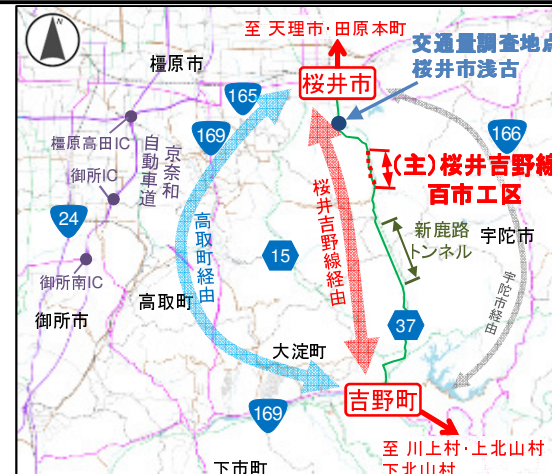 至 天理市・田原本町
交通量調査地点
桜井市浅古
橿原市
桜井市
165
169
166
橿原高田IC
京奈和
自動車道
御所IC
(主)桜井吉野線
百市工区
24
高取町経由
桜井吉野線経由
新鹿路
トンネル
宇陀市
15
御所南IC
宇陀市経由
高取町
御所市
37
大淀町
吉野町
169
至 川上村・上北山村
下北山村
下市町